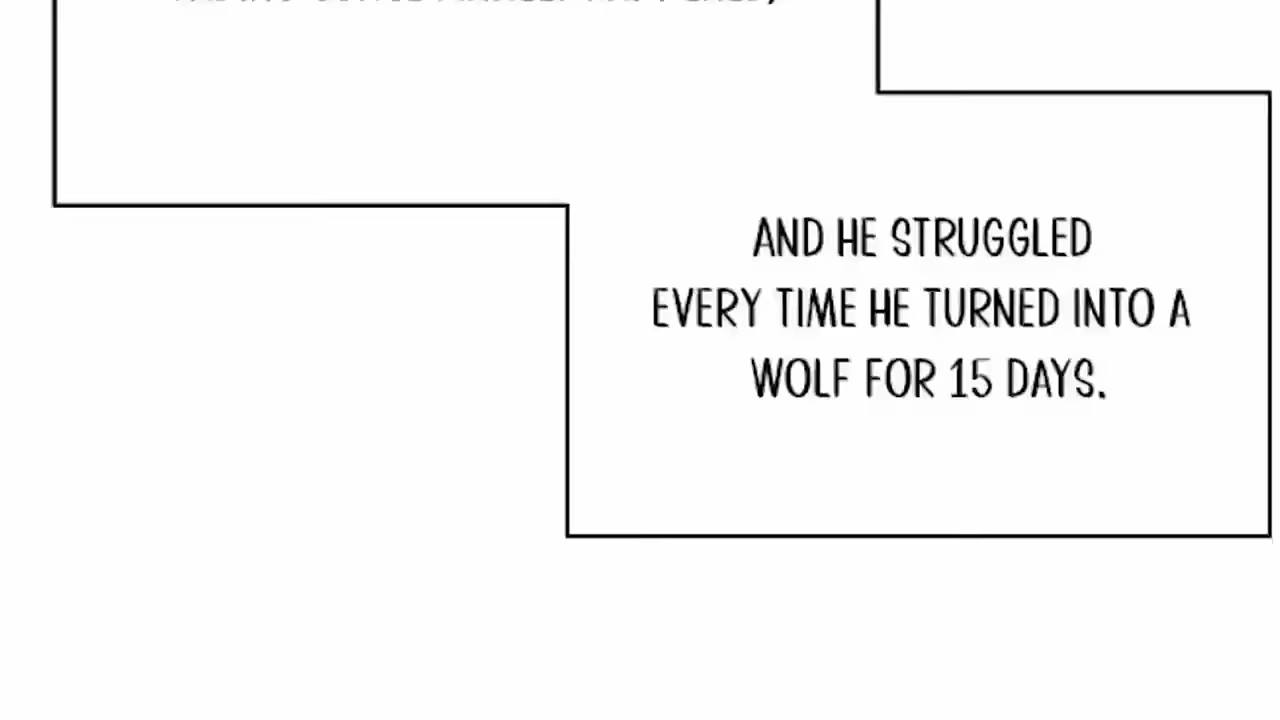 AND HE STRUGGLED
EVERY TIME HE TURNED INTO A
WOLF FOR 15 DAYS.